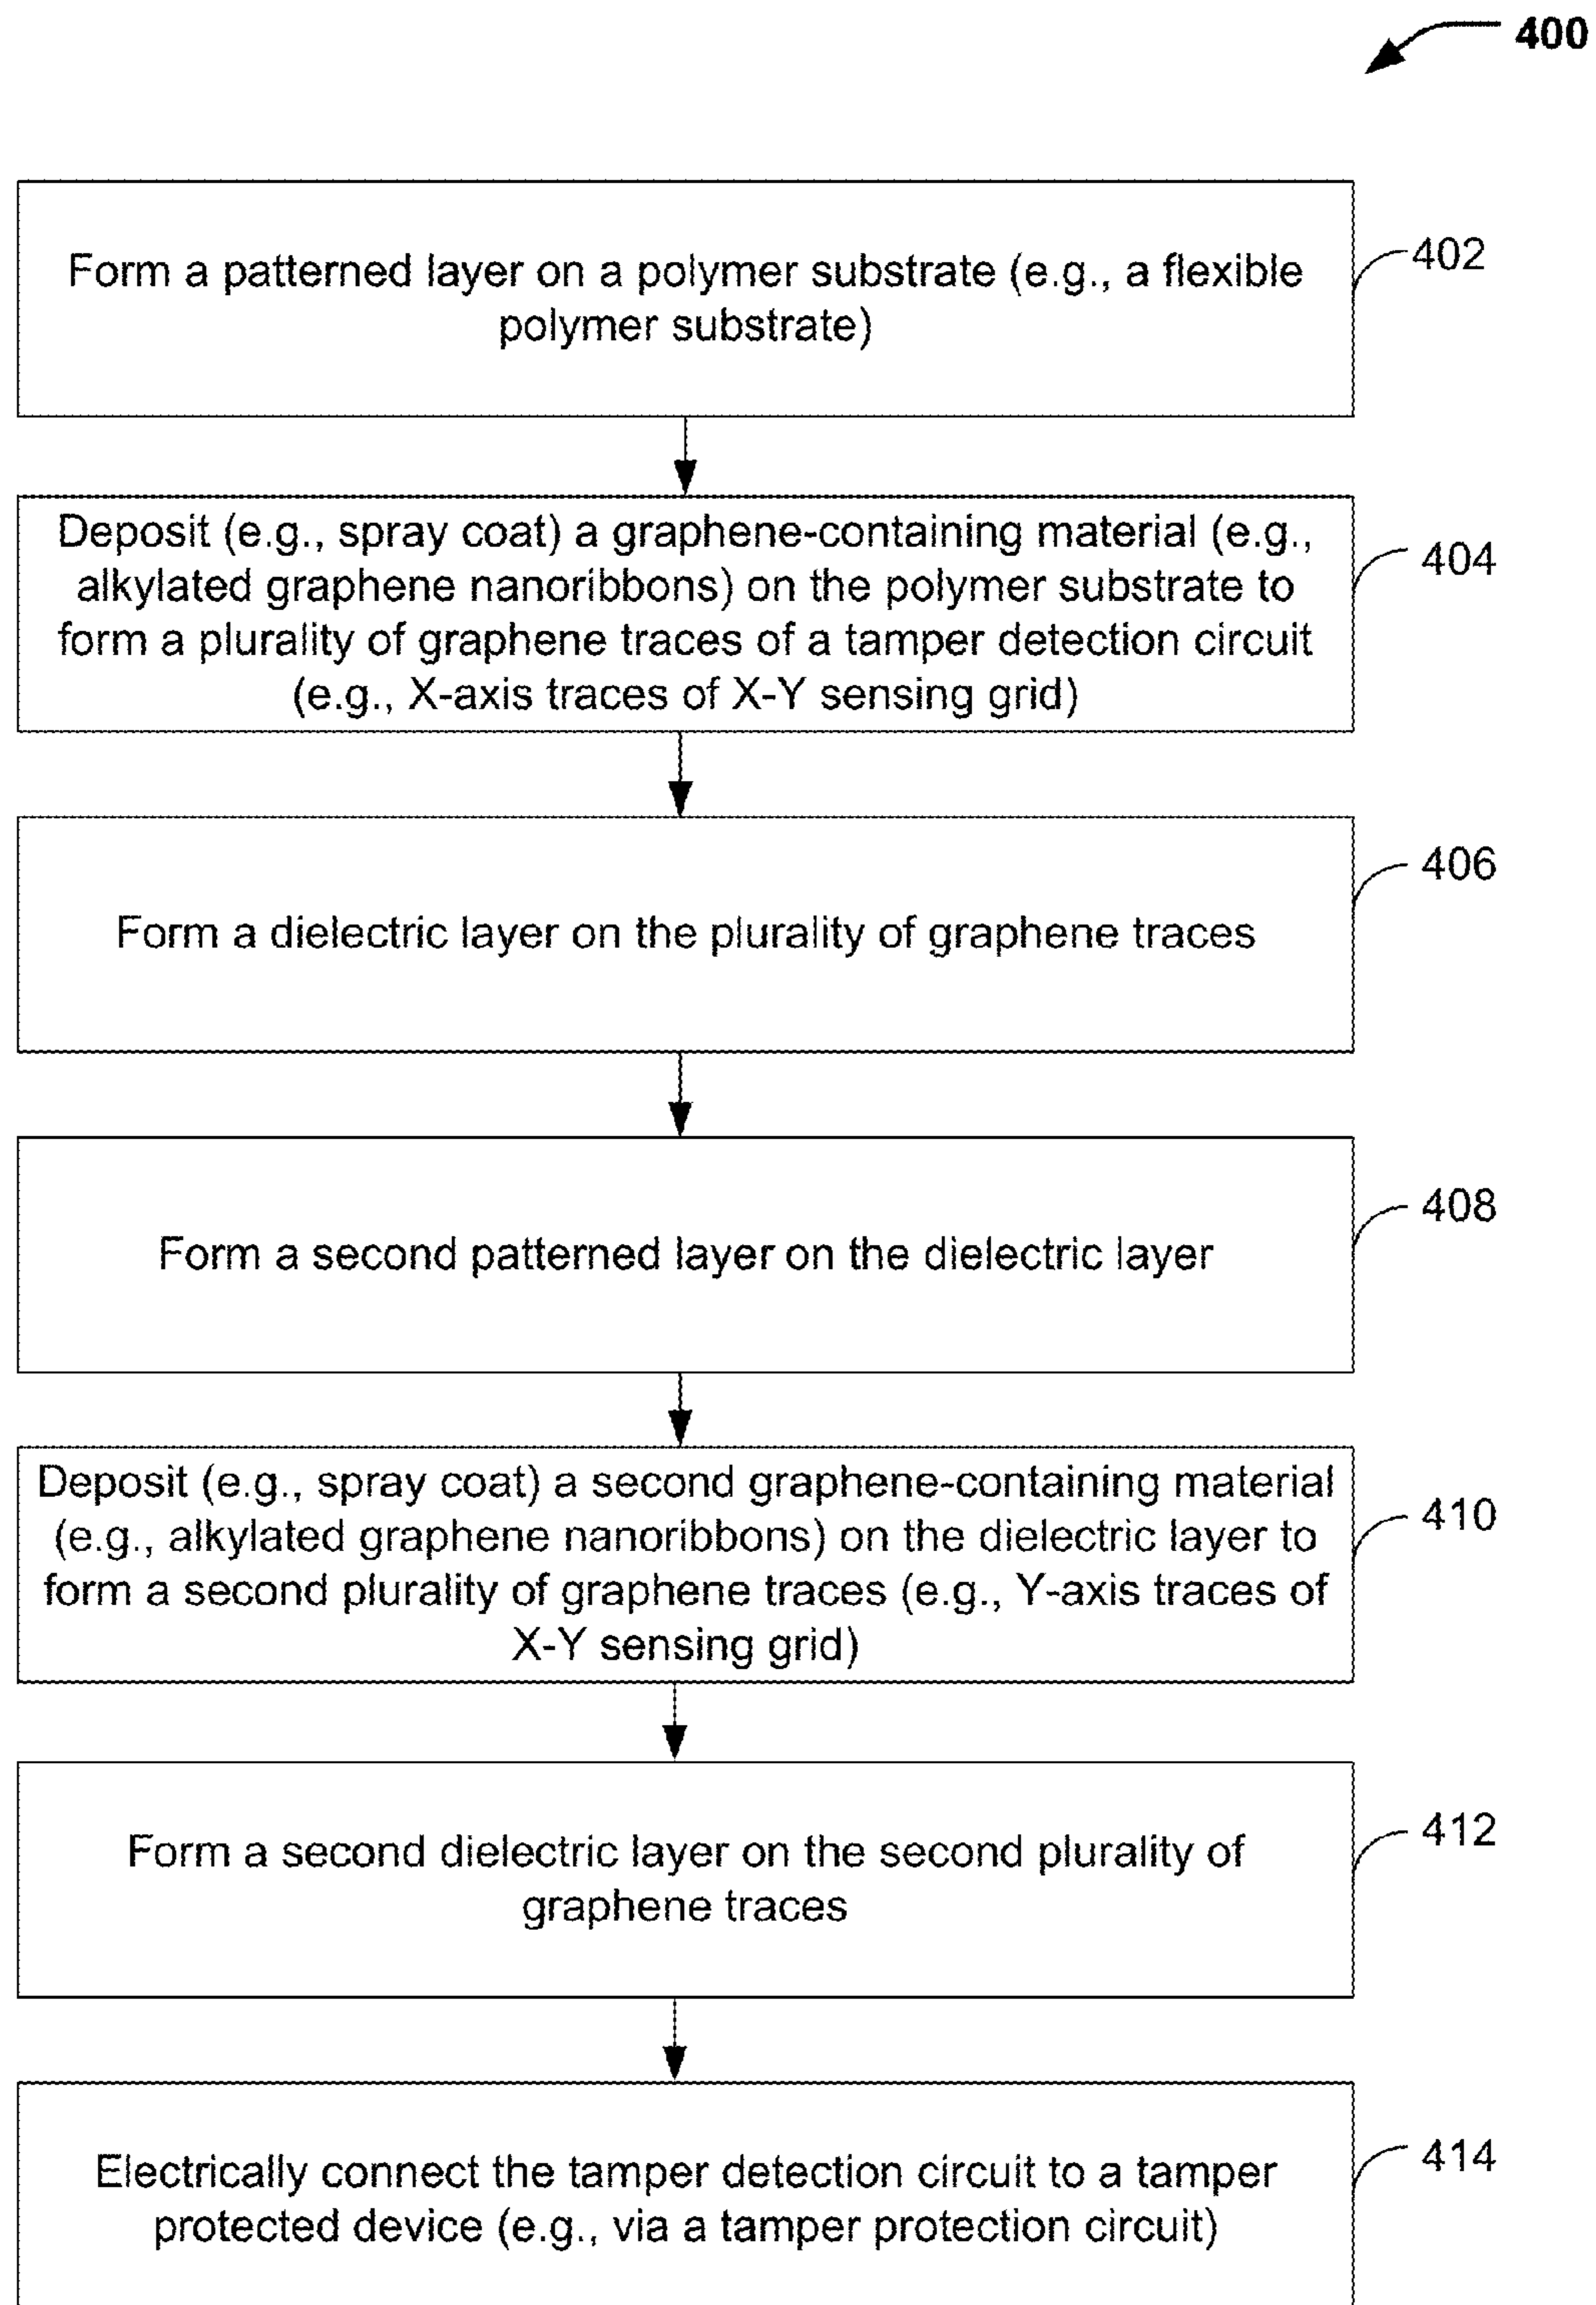 400
Form a patterned layer on a polymer substrate (e.g., a flexible
polymer substrate)
402
Deposit (e.g., spray coat) a graphene-containing material (e.g.,
alkylated graphene nanoribbons) on the polymer substrate to
form a plurality of graphene traces of a tamper detection circuit
(e.g., X-axis traces of X-Y sensing grid)
404
Form a dielectric layer on the plurality of graphene traces
406
Form a second patterned layer on the dielectric layer
408
Deposit (e.g., spray coat) a second graphene-containing material
(e.g., alkylated graphene nanoribbons) on the dielectric layer to
form a second plurality of graphene traces (e.g., Y-axis traces of
X-Y sensing grid)
410
Form a second dielectric layer on the second plurality of
graphene traces
412
Electrically connect the tamper detection circuit to a tamper
protected device (e.g., via a tamper protection circuit)
414